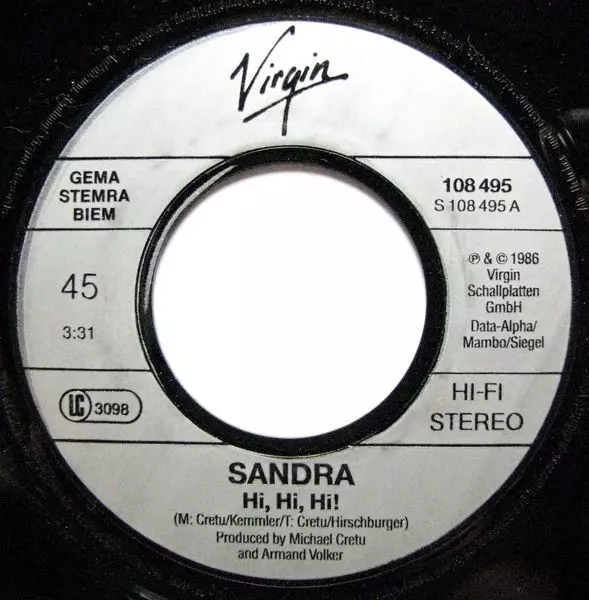 Virgin
GEMA
STEMRA
BIEM
108 495
S 108 495 A
45
3:31
℗ & © 1986
Virgin
Schallplatten
GmbH
Data-Alpha/
Mambo/Siegel
LC 3098
HI-FI
STEREO
SANDRA
Hi, Hi, Hi!
(M: Cretu/Kemmler/T: Cretu/Hirschburger)
Produced by Michael Cretu
and Armand Volker